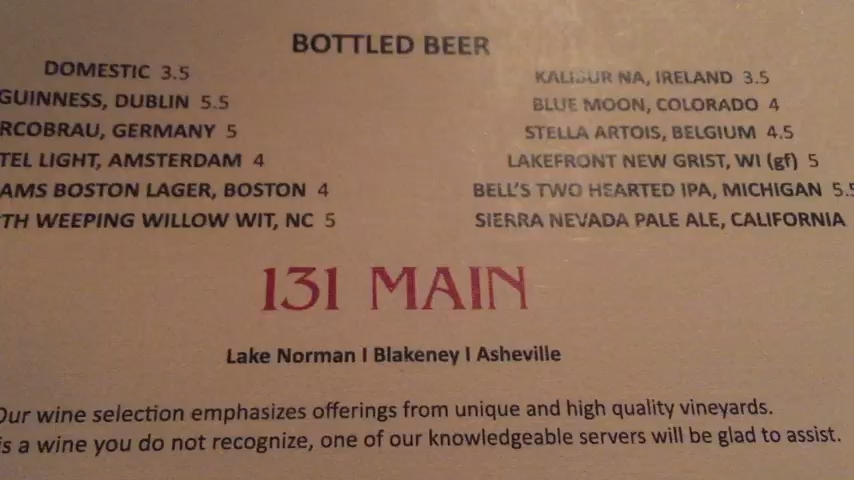 BOTTLED BEER
DOMESTIC 3.5
GUINNESS, DUBLIN 5.5
RCOBRAU, GERMANY 5
TEL LIGHT, AMSTERDAM 4
AMS BOSTON LAGER, BOSTON 4
TH WEEPING WILLOW WIT, NC 5
KALIBUR NA, IRELAND 3.5
BLUE MOON, COLORADO 4
STELLA ARTOIS, BELGIUM 4.5
LAKEFRONT NEW GRIST, WI (gf) 5
BELL'S TWO HEARTED IPA, MICHIGAN 5.5
SIERRA NEVADA PALE ALE, CALIFORNIA
131 MAIN
Lake Norman I Blakeney I Asheville
Our wine selection emphasizes offerings from unique and high quality vineyards.
is a wine you do not recognize, one of our knowledgeable servers will be glad to assist.